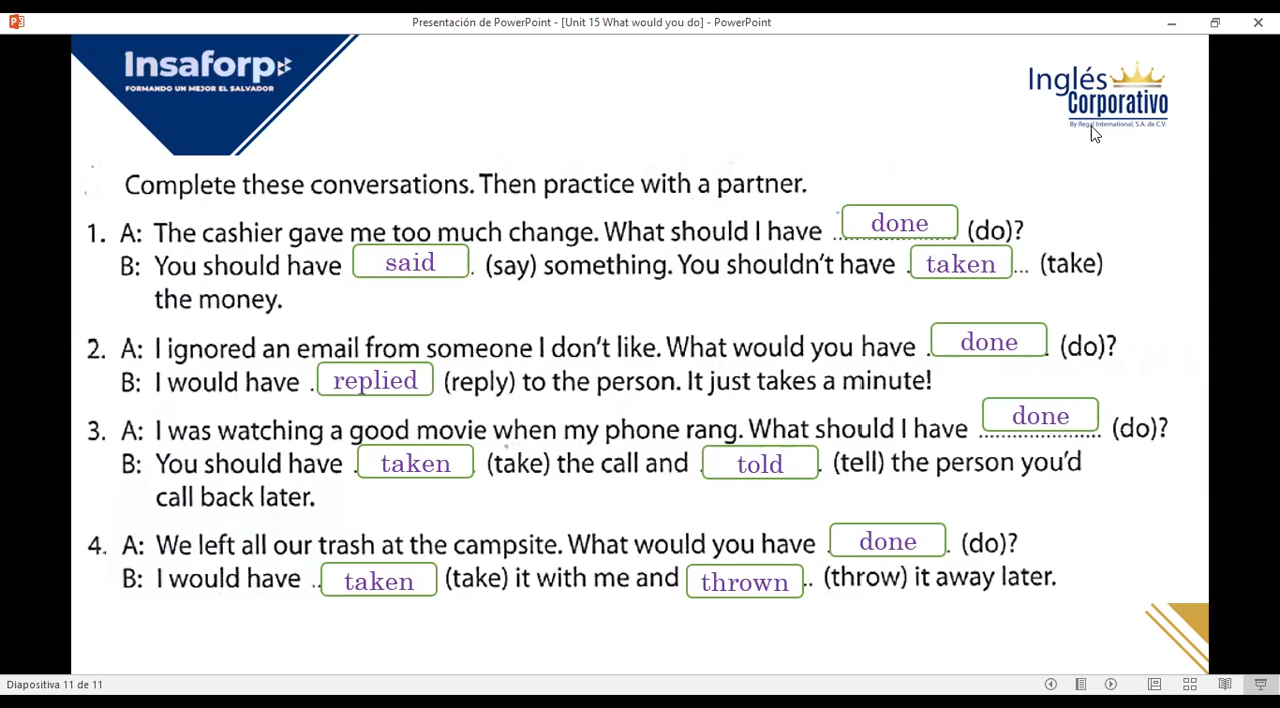 Presentación de PowerPoint - [Unit 15 What would you do] - PowerPoint
Insaforp
FORMANDO UN MEJOR EL SALVADOR
Inglés
Corporativo
By Regal International, S.A. de C.V.
Complete these conversations. Then practice with a partner.
1. A: The cashier gave me too much change. What should I have done (do)?
B: You should have said (say) something. You shouldn't have taken (take)
the money.
2. A: I ignored an email from someone I don't like. What would you have done (do)?
B: I would have replied (reply) to the person. It just takes a minute!
3. A: I was watching a good movie when my phone rang. What should I have done (do)?
B: You should have taken (take) the call and told (tell) the person you'd
call back later.
4. A: We left all our trash at the campsite. What would you have done (do)?
B: I would have taken (take) it with me and thrown (throw) it away later.
Diapositiva 11 de 11